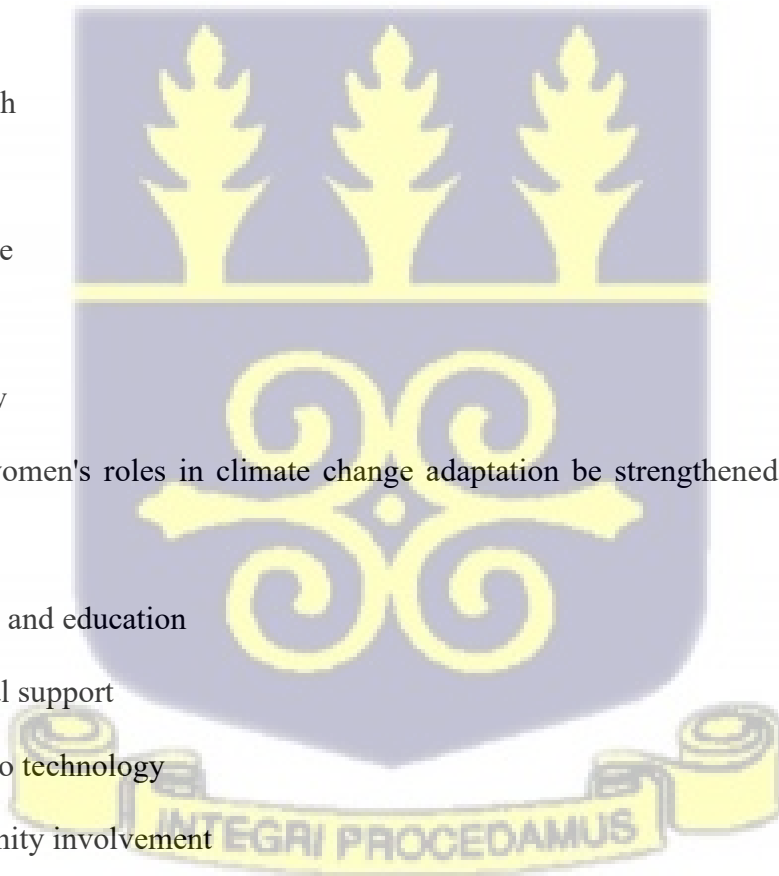 h
e
y
women's roles in climate change adaptation be strengthened
and education
l support
o technology
nity involvement
INTEGRI PROCEDAMUS